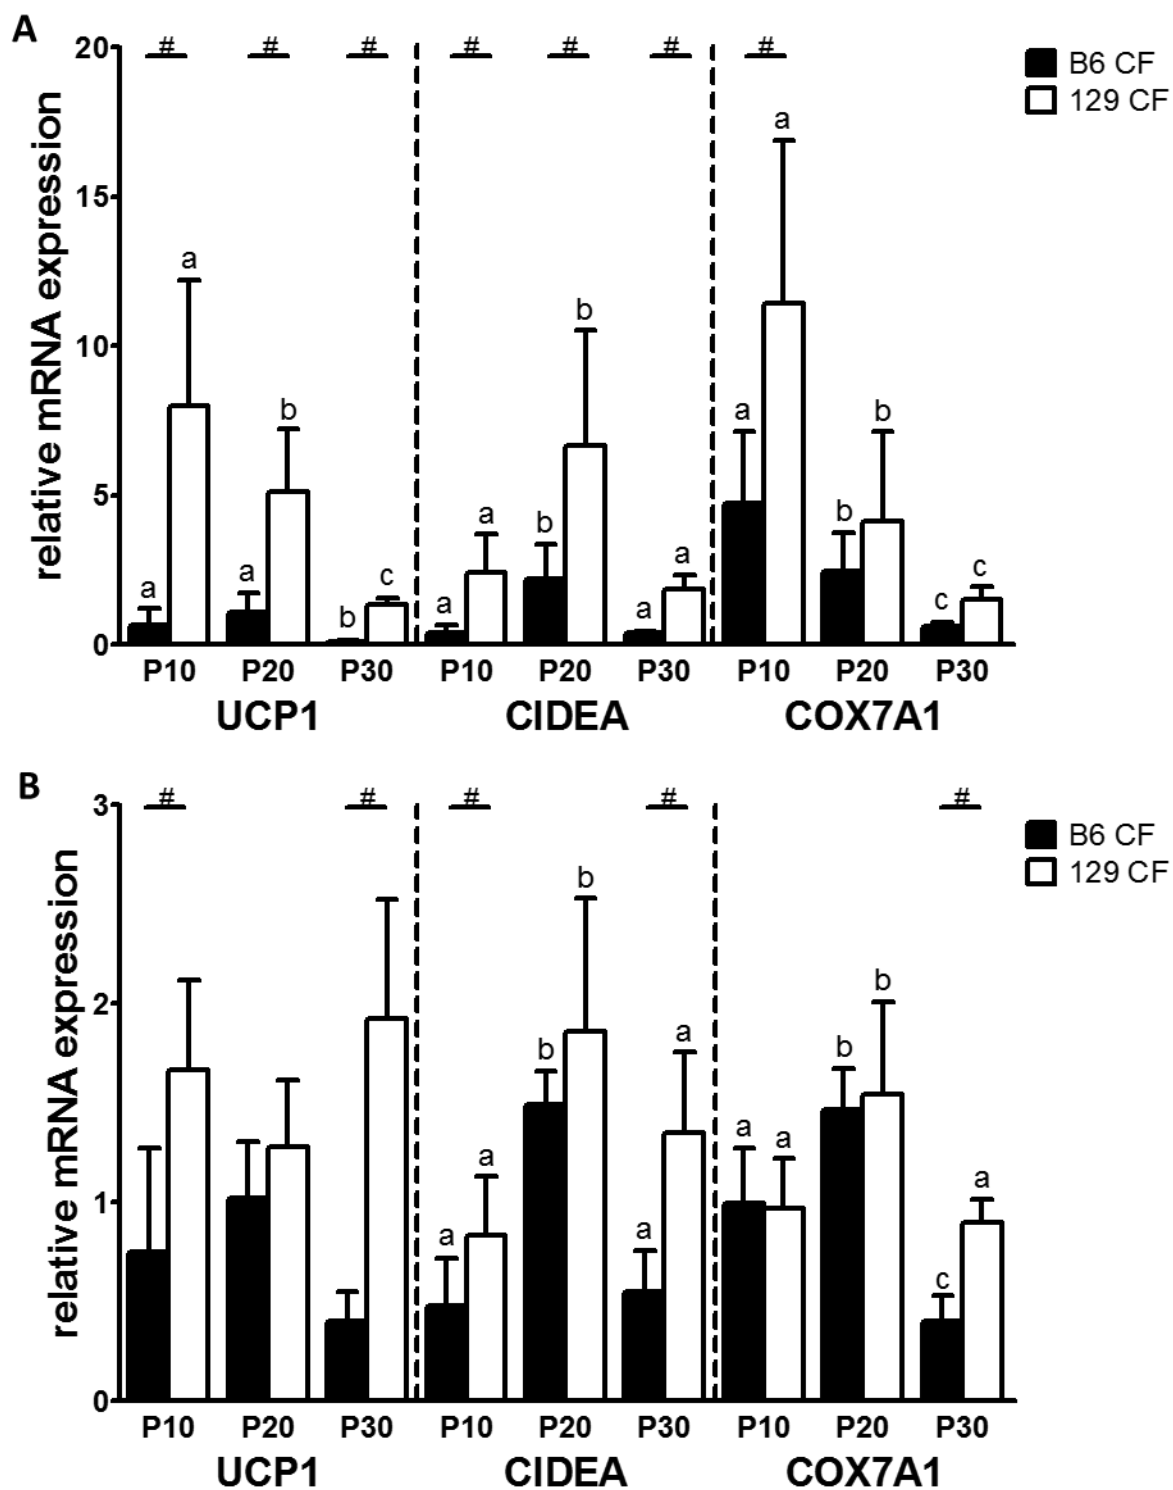 A
# # # # # # #
20
15
10
5
0
relative mRNA expression
B6 CF
129 CF
a a a b b c
a a b b a a
a a b b c c
P10 P20 P30 P10 P20 P30 P10 P20 P30
UCP1 CIDEA COX7A1
B
# # # # #
3
2
1
0
relative mRNA expression
B6 CF
129 CF
a a b b a a
a a b b c a
P10 P20 P30 P10 P20 P30 P10 P20 P30
UCP1 CIDEA COX7A1